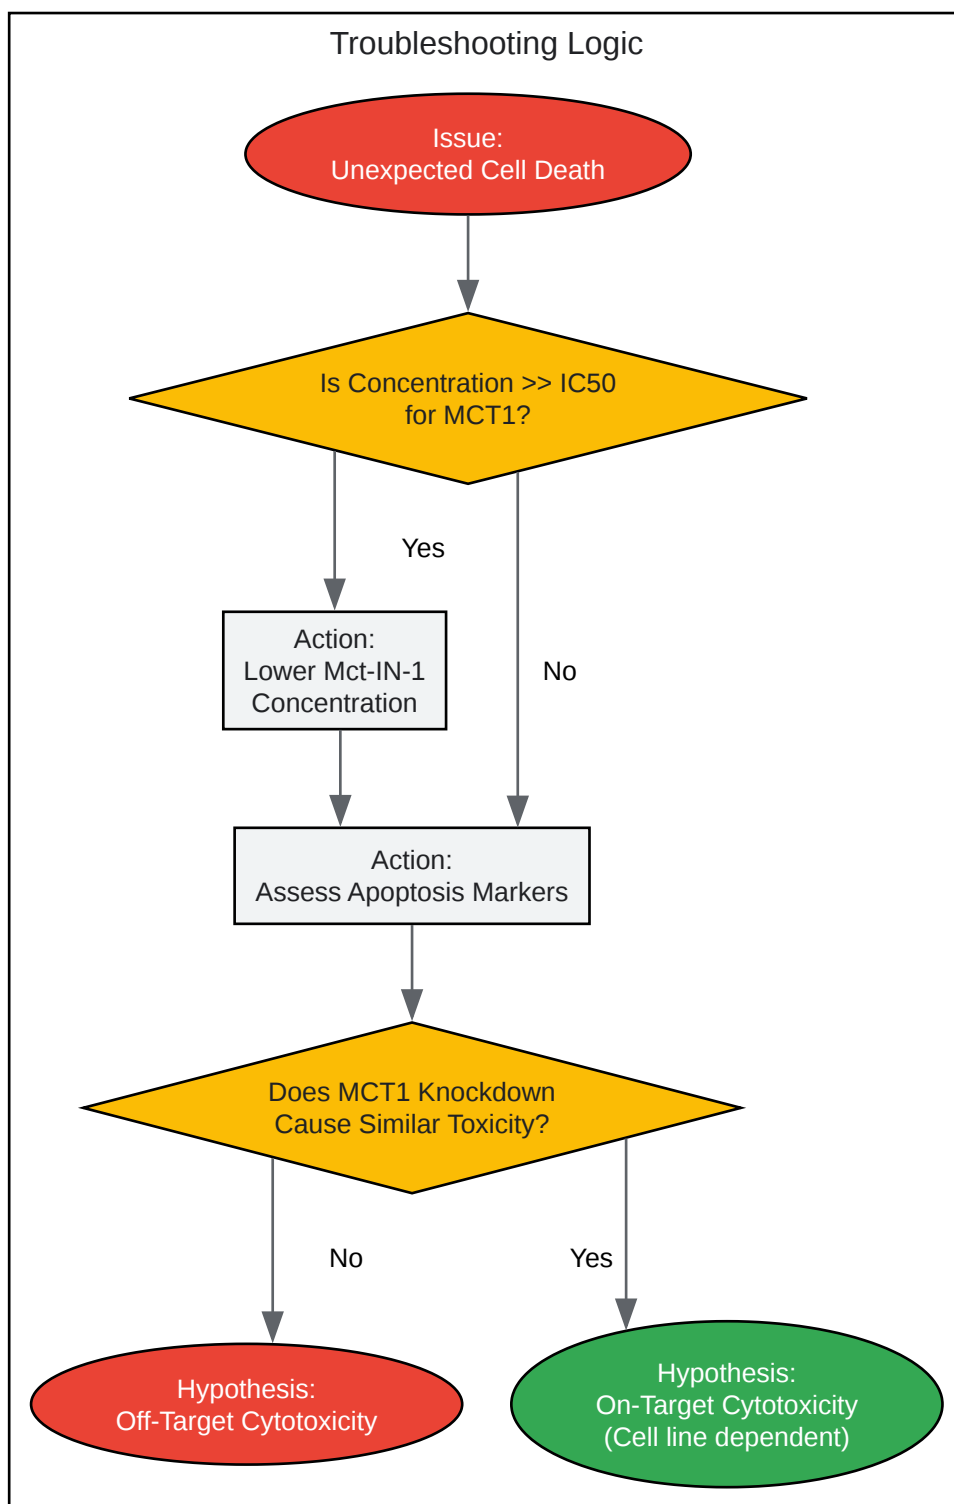 Troubleshooting Logic
Issue:
Unexpected Cell Death
Is Concentration >> IC50
for MCT1?
Yes
Action:
Lower Mct-IN-1
Concentration
No
Action:
Assess Apoptosis Markers
Does MCT1 Knockdown
Cause Similar Toxicity?
No
Yes
Hypothesis:
Off-Target Cytotoxicity
Hypothesis:
On-Target Cytotoxicity
(Cell line dependent)